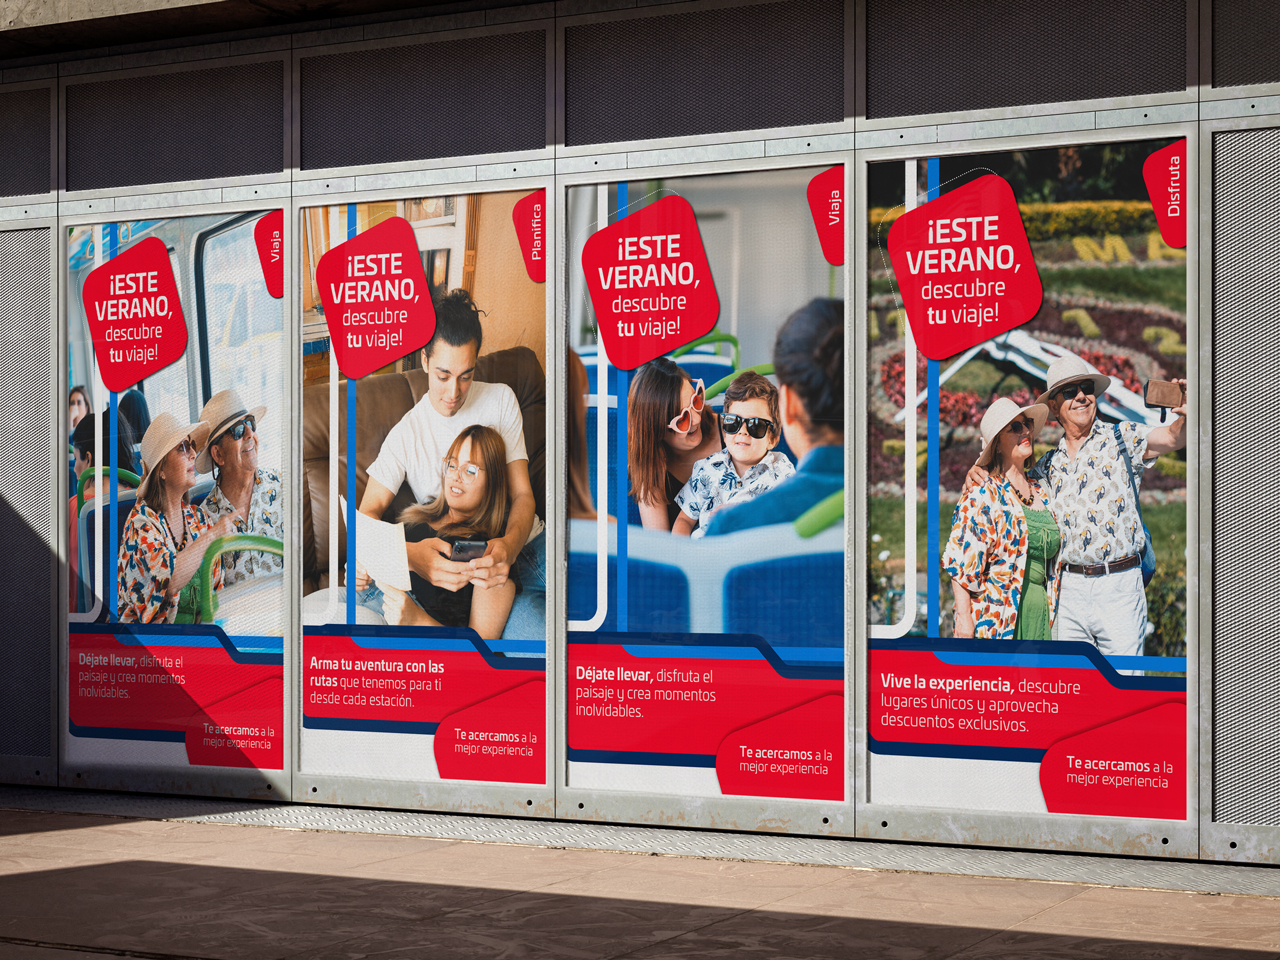 ¡ESTE
VERANO,
descubre
tu viaje!
Viaja
Déjate llevar, disfruta el
paisaje y crea momentos
inolvidables.
Te acercamos a la
mejor experiencia
¡ESTE
VERANO,
descubre
tu viaje!
Planifica
Arma tu aventura con las
rutas que tenemos para ti
desde cada estación.
Te acercamos a la
mejor experiencia
¡ESTE
VERANO,
descubre
tu viaje!
Viaja
Déjate llevar, disfruta el
paisaje y crea momentos
inolvidables.
Te acercamos a la
mejor experiencia
¡ESTE
VERANO,
descubre
tu viaje!
Disfruta
Vive la experiencia, descubre
lugares únicos y aprovecha
descuentos exclusivos.
Te acercamos a la
mejor experiencia